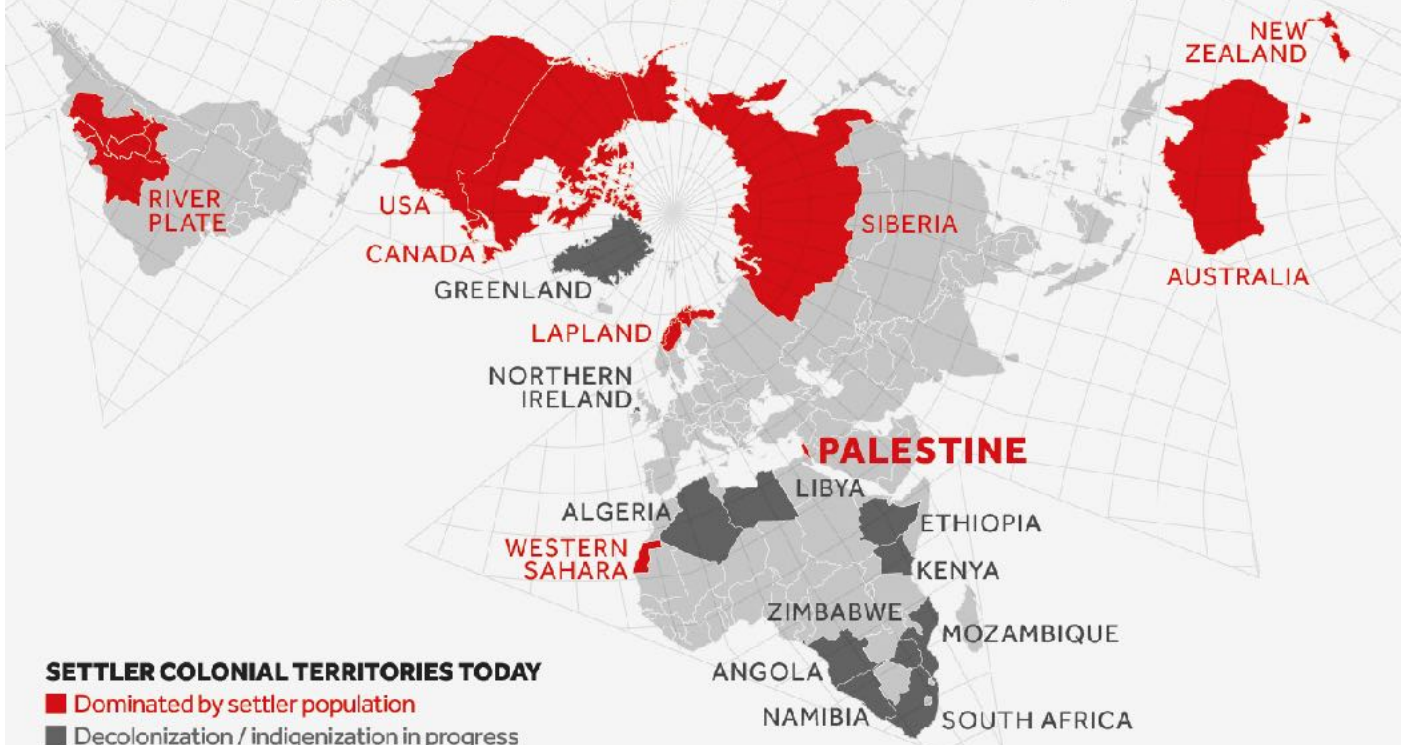 NEW
ZEALAND
RIVER
PLATE
USA
CANADA
GREENLAND
SIBERIA
AUSTRALIA
LAPLAND
NORTHERN
IRELAND
PALESTINE
LIBYA
ALGERIA
ETHIOPIA
WESTERN
SAHARA
KENYA
ZIMBABWE
MOZAMBIQUE
ANGOLA
NAMIBIA
SOUTH AFRICA
SETTLER COLONIAL TERRITORIES TODAY
Dominated by settler population
Decolonization / indigenization in progress